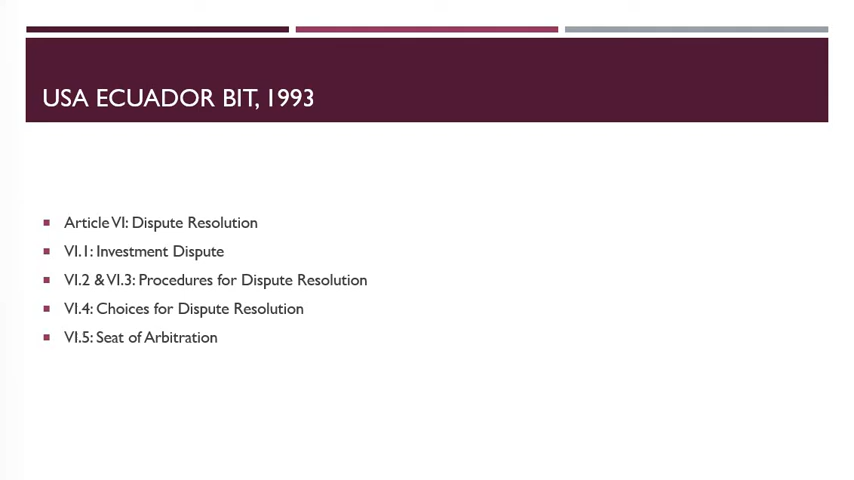 USA ECUADOR BIT, 1993
Article VI: Dispute Resolution
VI.1: Investment Dispute
VI.2 & VI.3: Procedures for Dispute Resolution
VI.4: Choices for Dispute Resolution
VI.5: Seat of Arbitration